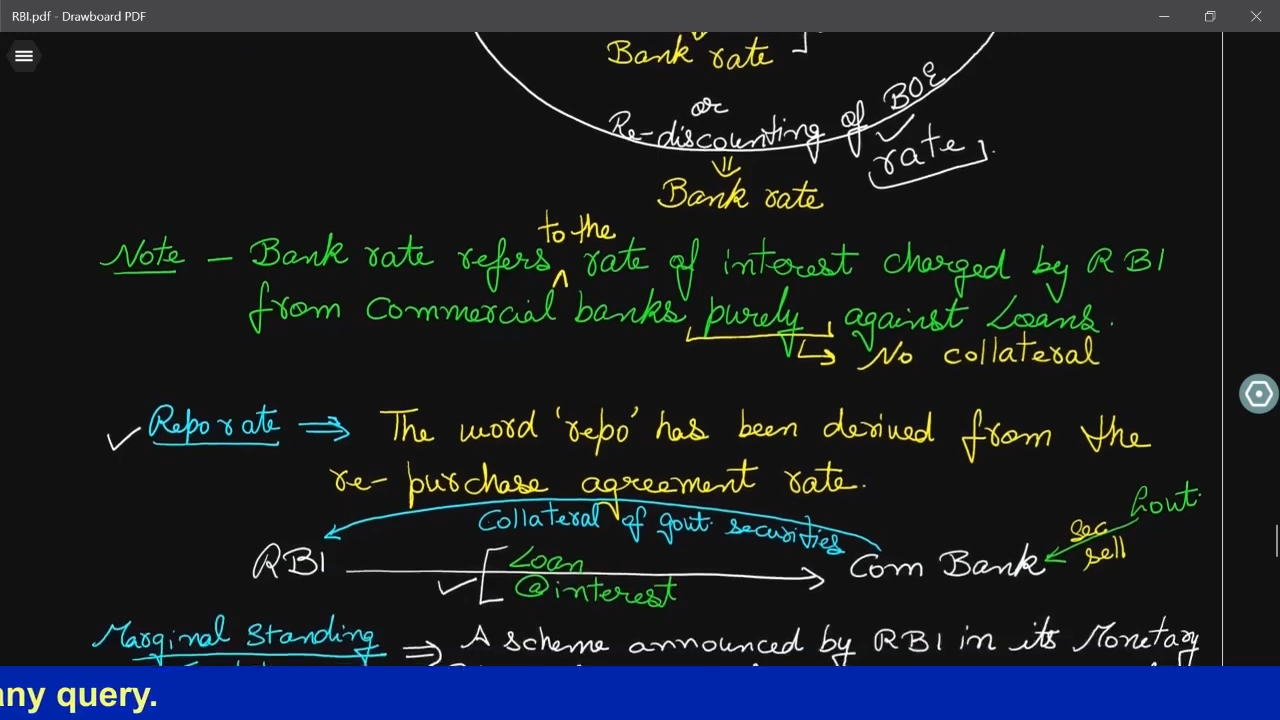 RBI.pdf - Drawboard PDF
Bank rate
or
Re-discounting of BOE
rate
Bank rate
to the
Note - Bank rate refers rate of interest charged by RBI
from Commercial banks purely against Loans.
No collateral
Repo rate ⇒ The word 'repo' has been derived from the
re-purchase agreement rate.
Collateral of govt. securities
Govt.
sec
sell
RBI
Loan
@interest
Com Bank
Marginal Standing ⇒ A scheme announced by RBI in its Monetary
any query.